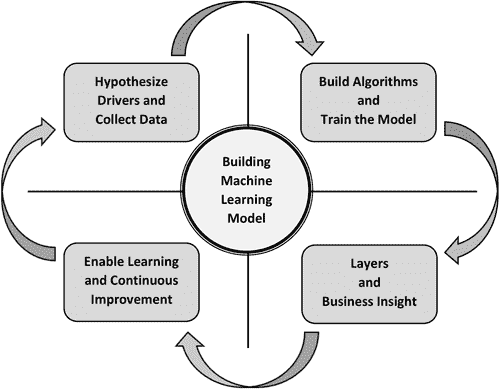 Hypothesize
Drivers and
Collect Data
Build Algorithms
and
Train the Model
Building
Machine
Learning
Model
Enable Learning
and Continuous
Improvement
Layers
and
Business Insight